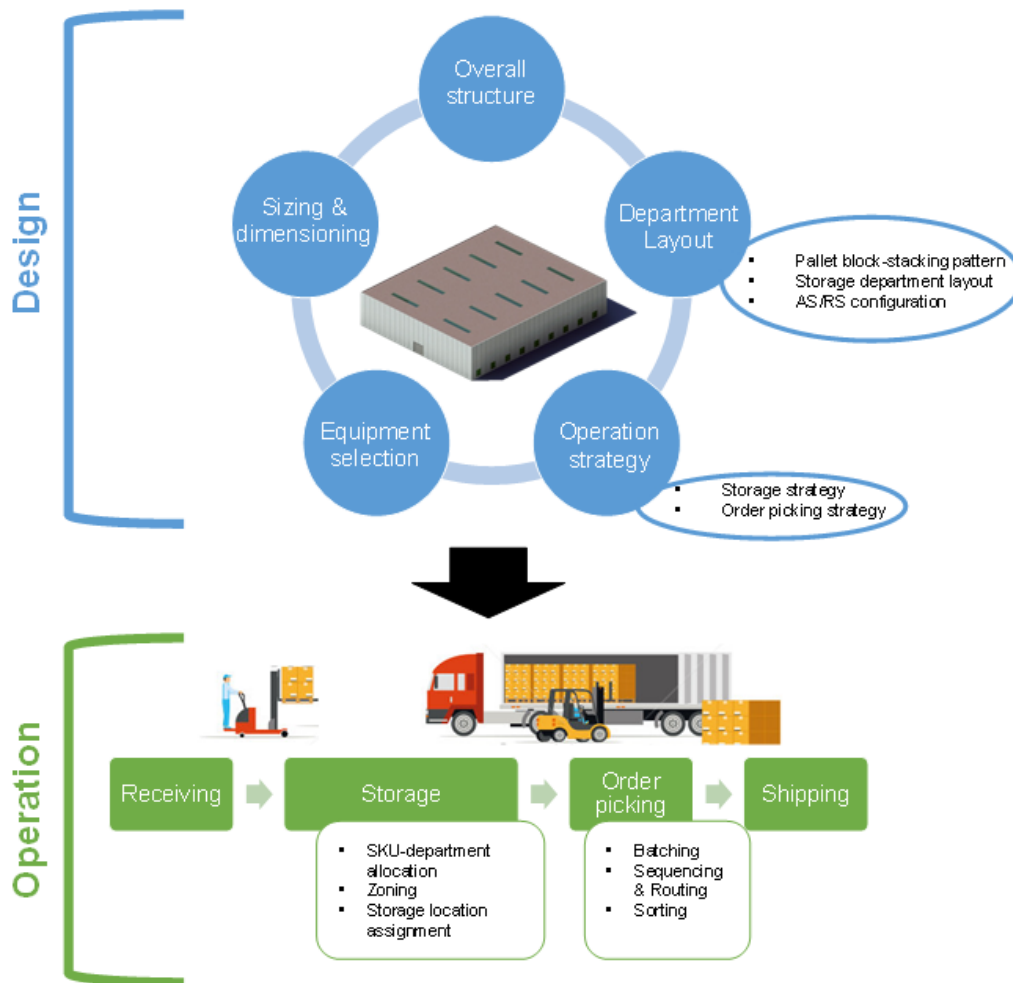 Design
Overall
structure
Sizing &
dimensioning
Department
Layout
▪ Pallet block-stacking pattern
▪ Storage department layout
▪ AS/RS configuration
Equipment
selection
Operation
strategy
▪ Storage strategy
▪ Order picking strategy
Operation
Receiving
Storage
Order
picking
Shipping
▪ SKU-department
allocation
▪ Zoning
▪ Storage location
assignment
▪ Batching
▪ Sequencing
& Routing
▪ Sorting